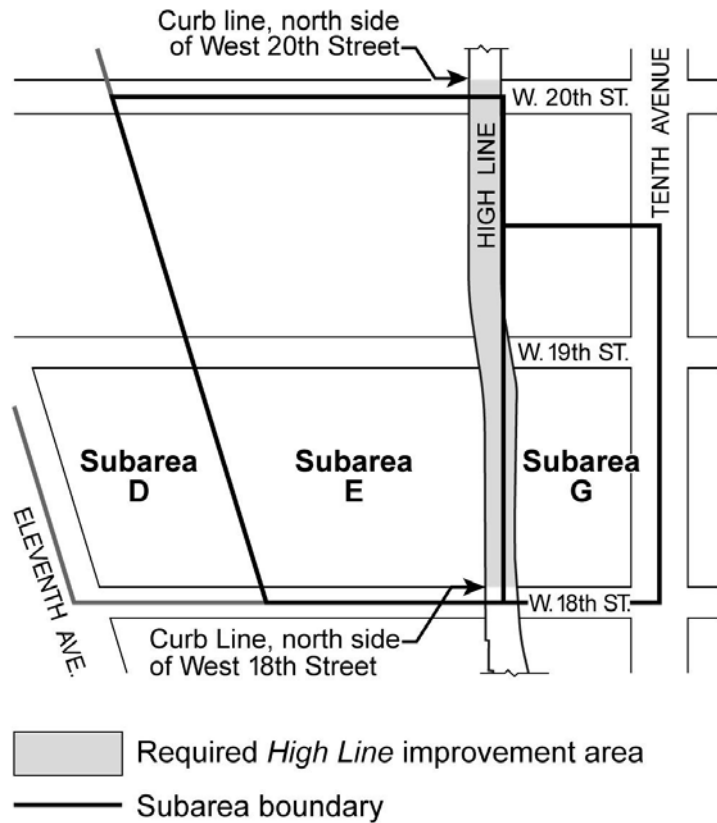 Curb line, north side
of West 20th Street
W. 20th ST.
HIGH LINE
TENTH AVENUE
W. 19th ST.
Subarea
D
Subarea
E
Subarea
G
ELEVENTH AVE.
W. 18th ST.
Curb Line, north side
of West 18th Street
Required High Line improvement area
Subarea boundary